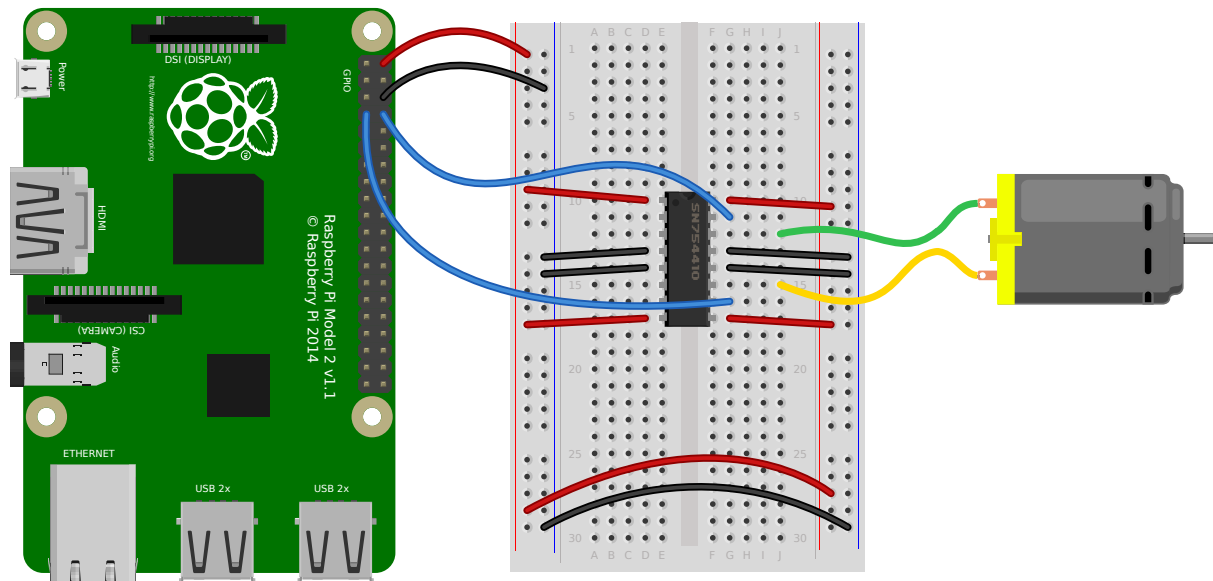 DSI (DISPLAY)
Power
http://www.raspberrypi.org
GPIO
HDMI
Raspberry Pi Model 2 v1.1
© Raspberry Pi 2014
CSI (CAMERA)
Audio
ETHERNET
USB 2x
USB 2x
A B C D E F G H I J
1 1
5 5
10 10
SN754410
15 15
20 20
25 25
30 30
A B C D E F G H I J